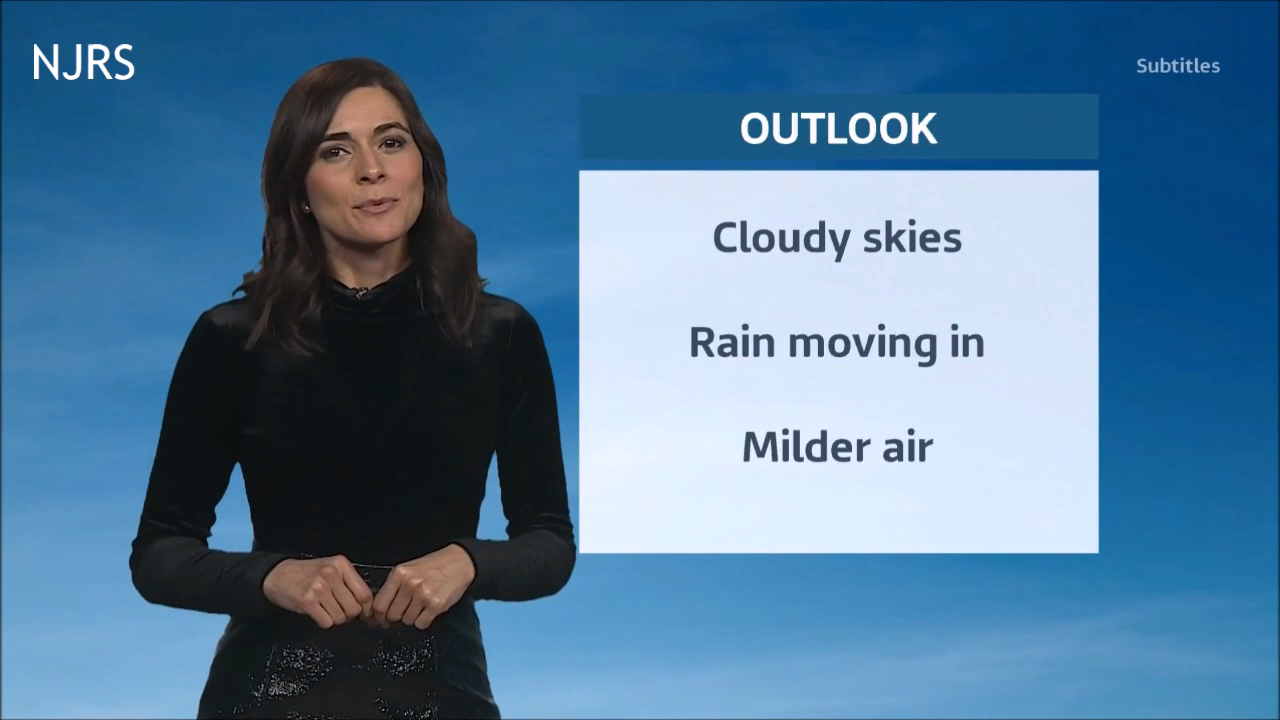 NJRS
Subtitles
OUTLOOK
Cloudy skies
Rain moving in
Milder air